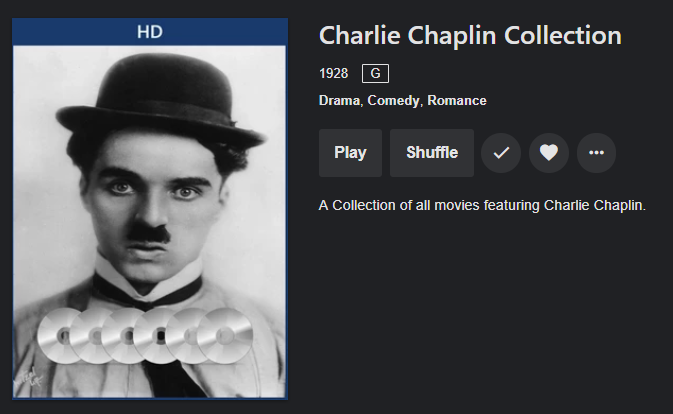 HD
Charlie Chaplin Collection
1928 G
Drama, Comedy, Romance
Play Shuffle
A Collection of all movies featuring Charlie Chaplin.